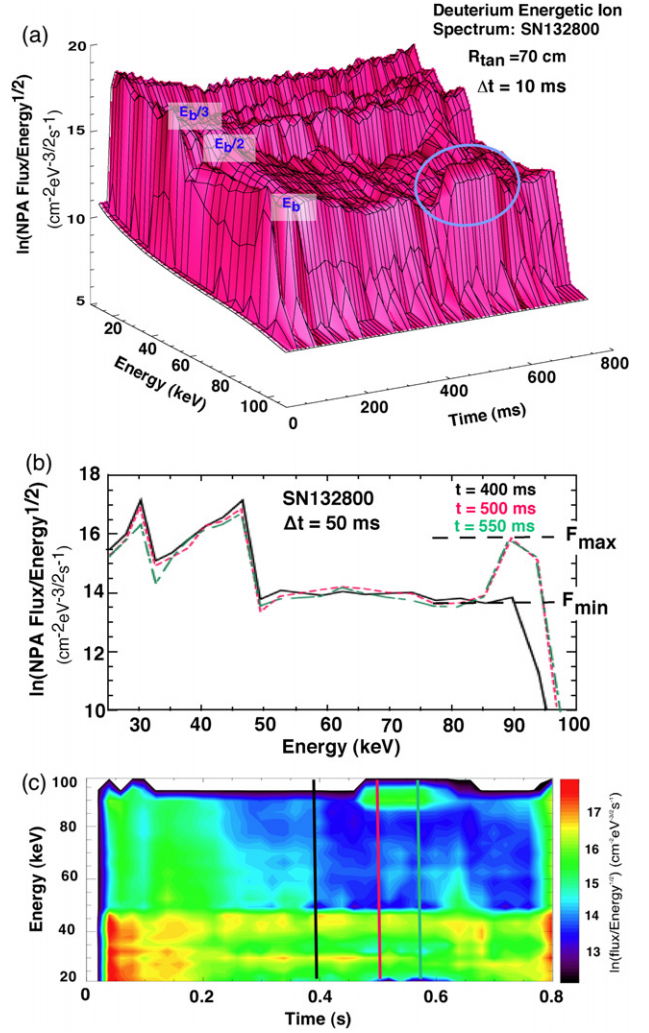 (a)
Deuterium Energetic Ion
Spectrum: SN132800
R_tan =70 cm
Δt = 10 ms
ln(NPA Flux/Energy^1/2)
(cm^-2eV^-3/2s^-1)
20
15
10
5
E_b/3
E_b/2
E_b
20
40
60
80
100
Energy (keV)
0
200
400
600
800
Time (ms)
(b)
ln(NPA Flux/Energy^1/2)
(cm^-2eV^-3/2s^-1)
18
16
14
12
10
SN132800
Δt = 50 ms
t = 400 ms
t = 500 ms
t = 550 ms
F_max
F_min
30 40 50 60 70 80 90 100
Energy (keV)
(c)
Energy (keV)
100
80
60
40
20
0 0.2 0.4 0.6 0.8
Time (s)
17
16
15
14
13
ln(flux/Energy^1/2) (cm^-2eV^-3/2s^-1)